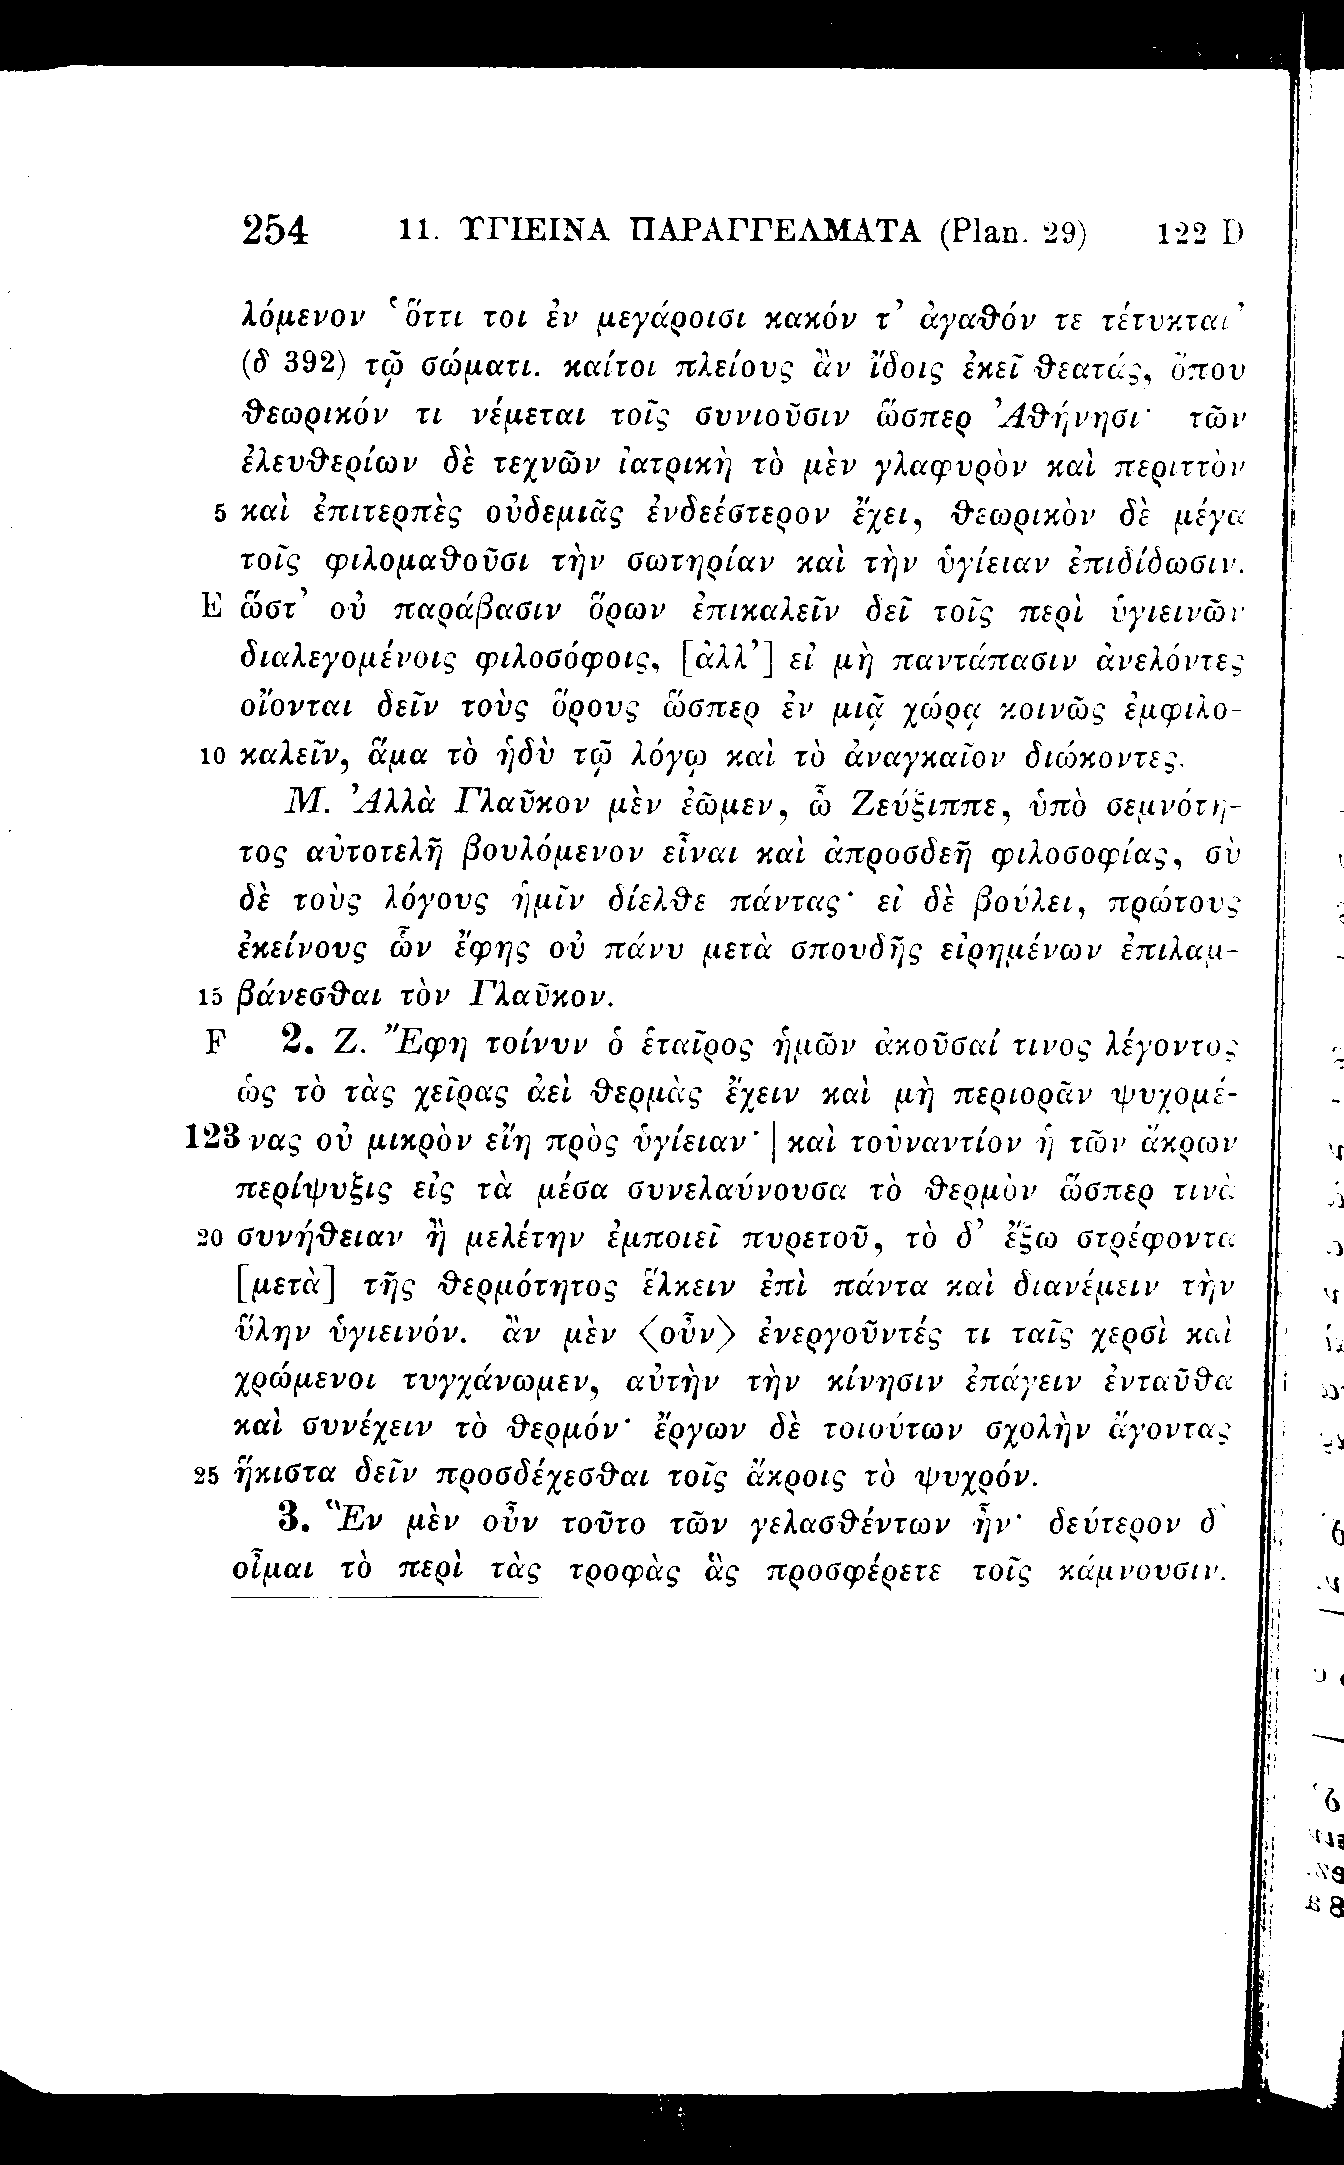 254 11. ΥΓΙΕΙΝΑ ΠΑΡΑΓΓΕΛΜΑΤΑ (Plan. 29) 122 D
λόμενον ‘ὅττι τοι ἐν μεγάροισι κακόν τ’ ἀγαθόν τε τέτυκται’
(δ 392) τῷ σώματι. καίτοι πλείους ἂν ἴδοις ἐκεῖ θεατάς, ὅπου
θεωρικόν τι νέμεται τοῖς συνιοῦσιν ὥσπερ Ἀθήνησι· τῶν
ἐλευθερίων δὲ τεχνῶν ἰατρικὴ τὸ μὲν γλαφυρὸν καὶ περιττὸν
5 καὶ ἐπιτερπὲς οὐδεμιᾶς ἐνδεέστερον ἔχει, θεωρικὸν δὲ μέγα
τοῖς φιλομαθοῦσι τὴν σωτηρίαν καὶ τὴν ὑγίειαν ἐπιδίδωσιν.
E ὥστ’ οὐ παράβασιν ὅρων ἐπικαλεῖν δεῖ τοῖς περὶ ὑγιεινῶν
διαλεγομένοις φιλοσόφοις, [ἀλλ’] εἰ μὴ παντάπασιν ἀνελόντες
οἴονται δεῖν τοὺς ὅρους ὥσπερ ἐν μιᾷ χώρᾳ κοινῶς ἐμφιλο-
10 καλεῖν, ἅμα τὸ ἡδὺ τῷ λόγῳ καὶ τὸ ἀναγκαῖον διώκοντες.
Μ. Ἀλλὰ Γλαῦκον μὲν ἐῶμεν, ὦ Ζεύξιππε, ὑπὸ σεμνότη-
τος αὐτοτελῆ βουλόμενον εἶναι καὶ ἀπροσδεῆ φιλοσοφίας, σὺ
δὲ τοὺς λόγους ἡμῖν δίελθε πάντας· εἰ δὲ βούλει, πρώτους
ἐκείνους ὧν ἔφης οὐ πάνυ μετὰ σπουδῆς εἰρημένων ἐπιλαμ-
15 βάνεσθαι τὸν Γλαῦκον.
F 2. Ζ. Ἔφη τοίνυν ὁ ἑταῖρος ἡμῶν ἀκοῦσαί τινος λέγοντος
ὡς τὸ τὰς χεῖρας ἀεὶ θερμὰς ἔχειν καὶ μὴ περιορᾶν ψυχομέ-
123 νας οὐ μικρὸν εἴη πρὸς ὑγίειαν· | καὶ τοὐναντίον ἡ τῶν ἄκρων
περίψυξις εἰς τὰ μέσα συνελαύνουσα τὸ θερμὸν ὥσπερ τινὰ
20 συνήθειαν ἢ μελέτην ἐμποιεῖ πυρετοῦ, τὸ δ’ ἔξω στρέφοντα
[μετὰ] τῆς θερμότητος ἕλκειν ἐπὶ πάντα καὶ διανέμειν τὴν
ὕλην ὑγιεινόν. ἂν μὲν ⟨οὖν⟩ ἐνεργοῦντές τι ταῖς χερσὶ καὶ
χρώμενοι τυγχάνωμεν, αὐτὴν τὴν κίνησιν ἐπάγειν ἐνταῦθα
καὶ συνέχειν τὸ θερμόν· ἔργων δὲ τοιούτων σχολὴν ἄγοντας
25 ἥκιστα δεῖν προσδέχεσθαι τοῖς ἄκροις τὸ ψυχρόν.
3. Ἓν μὲν οὖν τοῦτο τῶν γελασθέντων ἦν· δεύτερον δ’
οἶμαι τὸ περὶ τὰς τροφὰς ἃς προσφέρετε τοῖς κάμνουσιν.